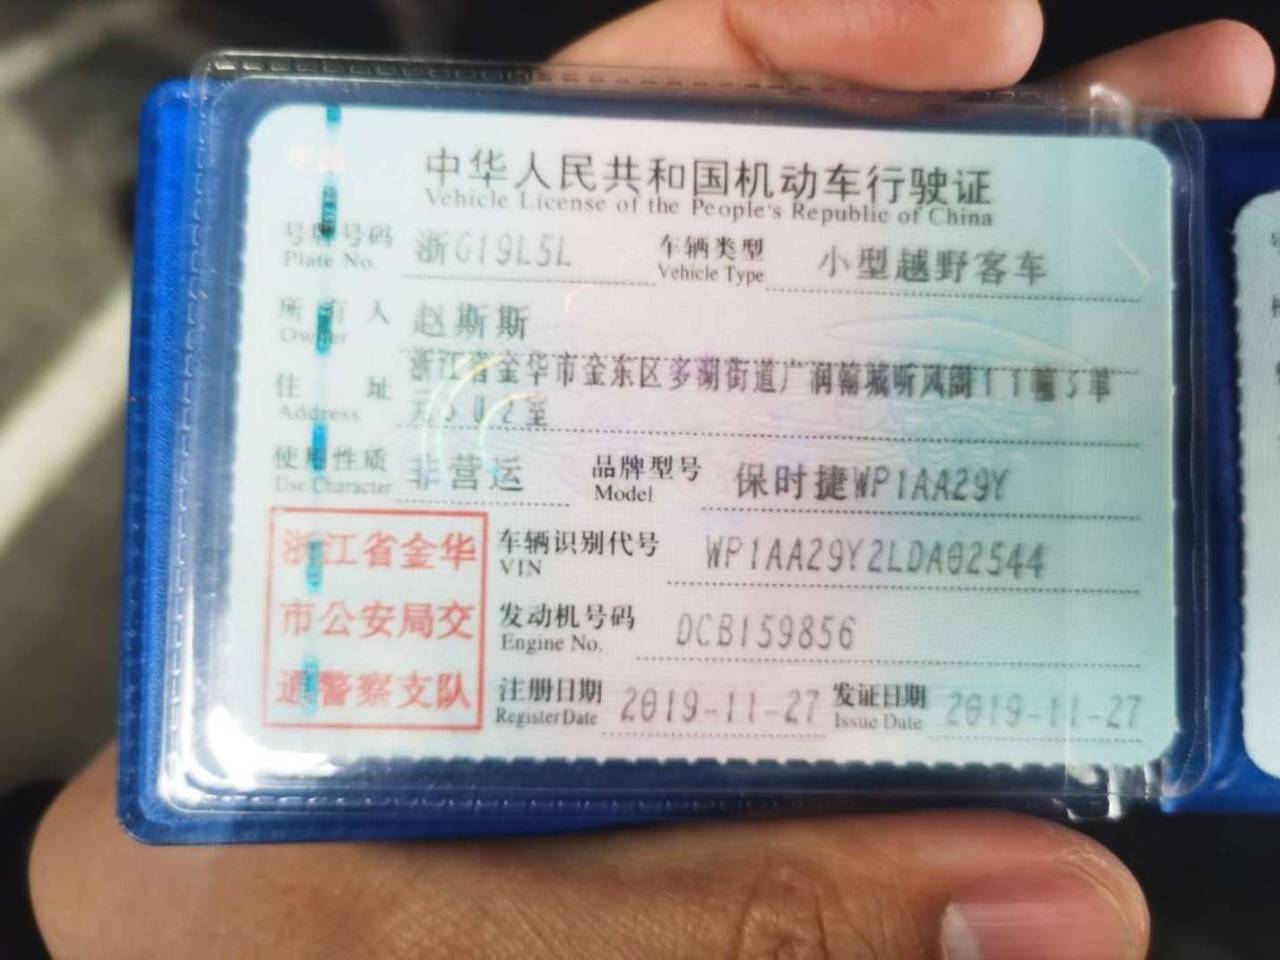 中华人民共和国机动车行驶证
Vehicle License of the People's Republic of China
号牌号码 浙G19L5L 车辆类型 小型越野客车
Plate No. Vehicle Type
所有人 赵斯斯
Owner
浙江省金华市金东区多湖街道广润翰城听风阁11幢3单
住址 元502室
Address
使用性质 非营运 品牌型号 保时捷WP1AA29Y
Use Character Model
浙江省金华
市公安局交
通警察支队
车辆识别代号 WP1AA29Y2LDA02544
VIN
发动机号码 DCB159856
Engine No.
注册日期 2019-11-27 发证日期 2019-11-27
Register Date Issue Date